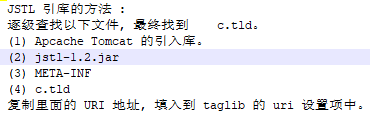 JSTL 引库的方法 :
逐级查找以下文件, 最终找到    c.tld。
(1) Apcache Tomcat 的引入库。
(2) jstl-1.2.jar
(3) META-INF
(4) c.tld
复制里面的 URI 地址, 填入到 taglib 的 uri 设置项中。